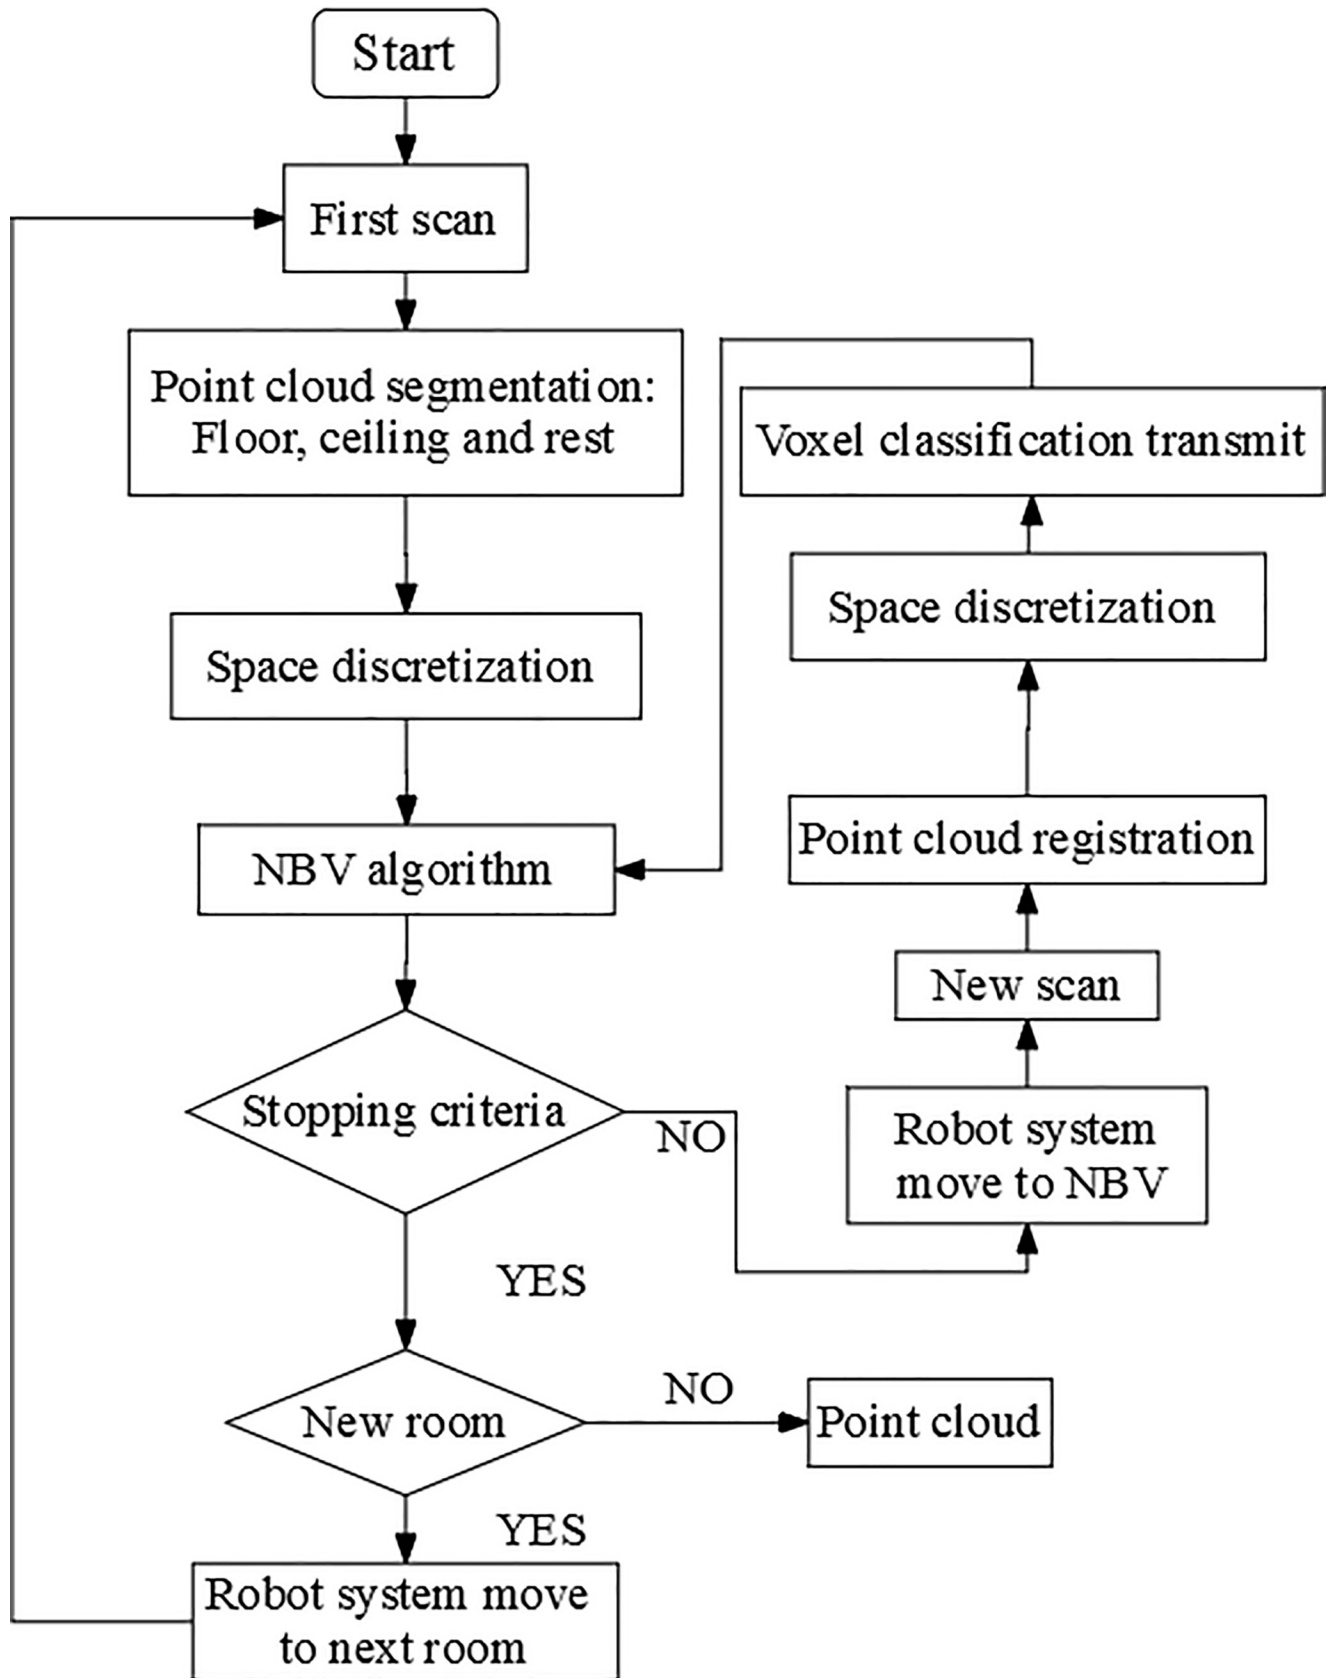 Start
First scan
Point cloud segmentation:
Floor, ceiling and rest
Space discretization
NBV algorithm
Stopping criteria
NO
YES
New room
NO
Point cloud
YES
Robot system move
to next room
Robot system
move to NBV
New scan
Point cloud registration
Space discretization
Voxel classification transmit